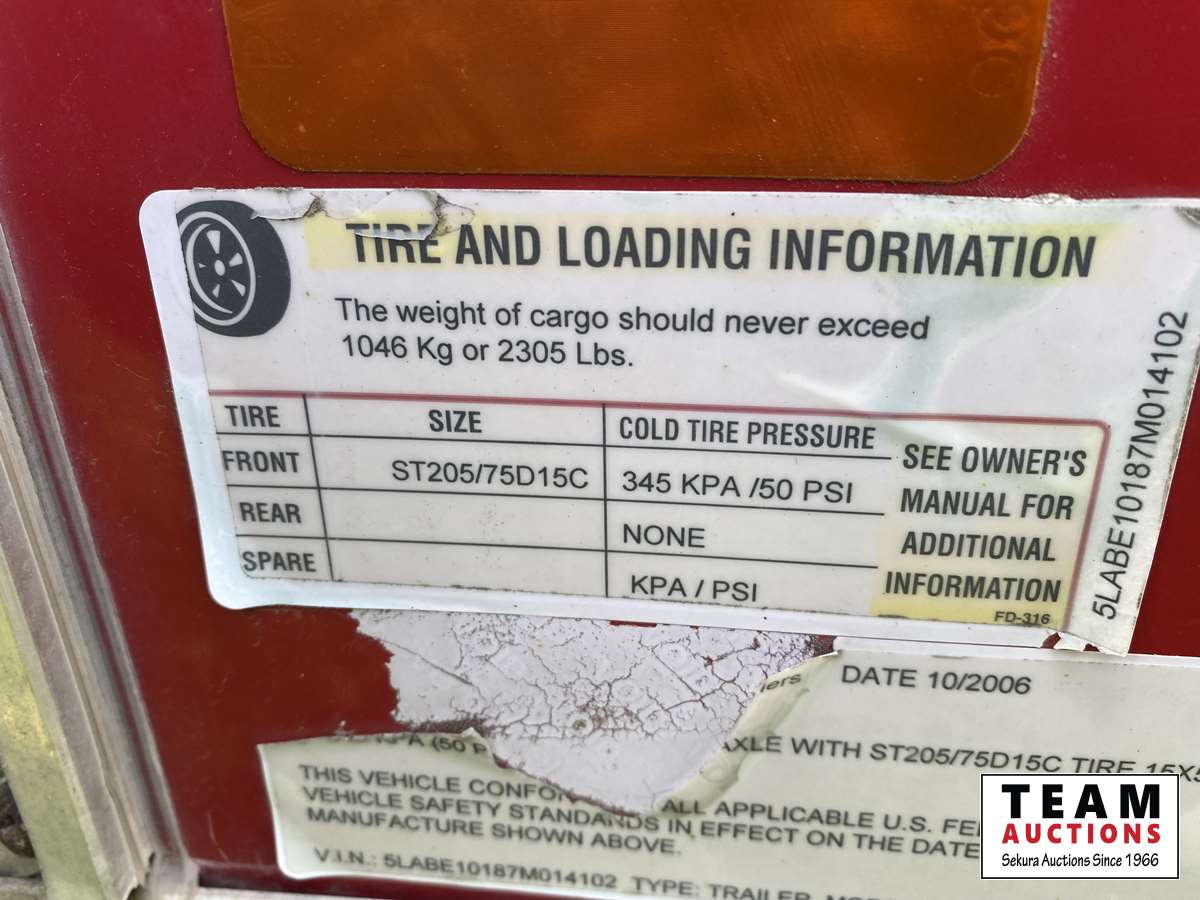 TIRE AND LOADING INFORMATION
The weight of cargo should never exceed
1046 Kg or 2305 Lbs.
TIRE SIZE COLD TIRE PRESSURE
FRONT ST205/75D15C 345 KPA /50 PSI
REAR NONE
SPARE KPA / PSI
SEE OWNER'S
MANUAL FOR
ADDITIONAL
INFORMATION
FD-316
5LABE10187M014102
DATE 10/2006
AXLE WITH ST205/75D15C TIRE
THIS VEHICLE ALL APPLICABLE U.S.
VEHICLE SAFETY STANDARDS IN EFFECT ON THE DATE
MANUFACTURE SHOWN ABOVE.
V.I.N.: 5LABE10187M014102 TYPE: TRAILER
TEAM
AUCTIONS
Sekura Auctions Since 1966